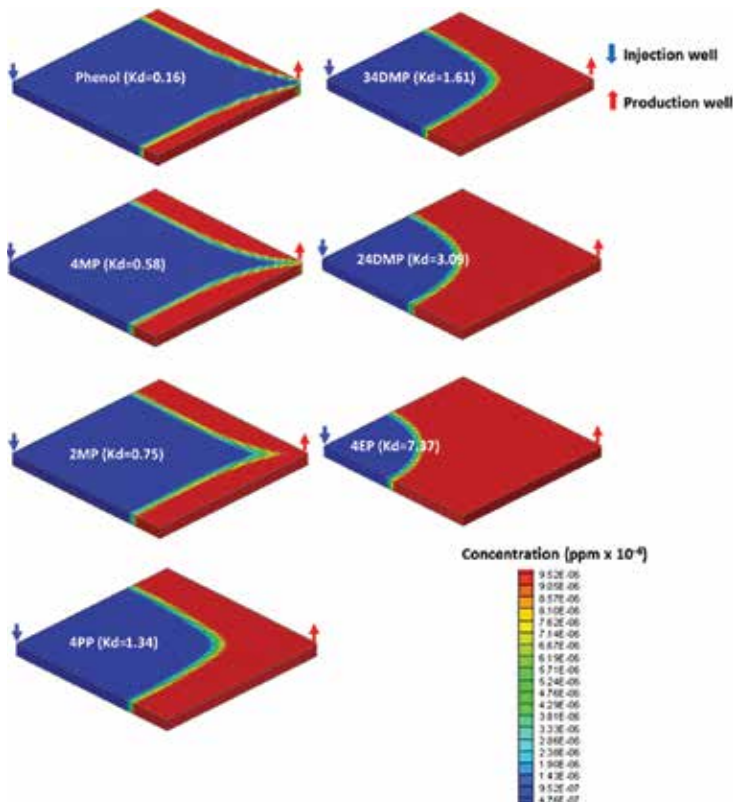 Phenol (Kd=0.16)
34DMP (Kd=1.61)
Injection well
Production well
4MP (Kd=0.58)
24DMP (Kd=3.09)
2MP (Kd=0.75)
4EP (Kd=7.37)
Concentration (ppm x 10⁻⁶)
4PP (Kd=1.34)
9.52E-06
9.05E-06
8.57E-06
8.10E-06
7.62E-06
7.14E-06
6.67E-06
6.19E-06
5.71E-06
5.24E-06
4.76E-06
4.29E-06
3.81E-06
3.33E-06
2.86E-06
2.38E-06
1.90E-06
1.43E-06
9.52E-07
4.76E-07